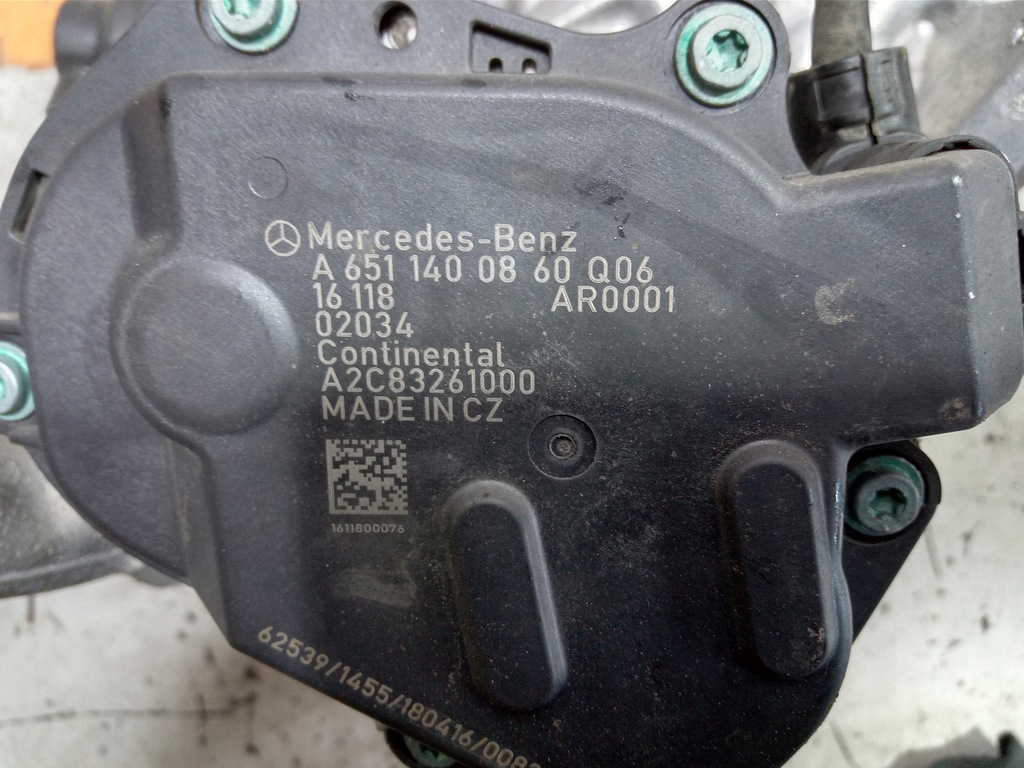 Mercedes-Benz
A 651 140 08 60 Q06
16 118 AR0001
02034
Continental
A2C83261000
MADE IN CZ
1611800076
62539/1455/180416/0082